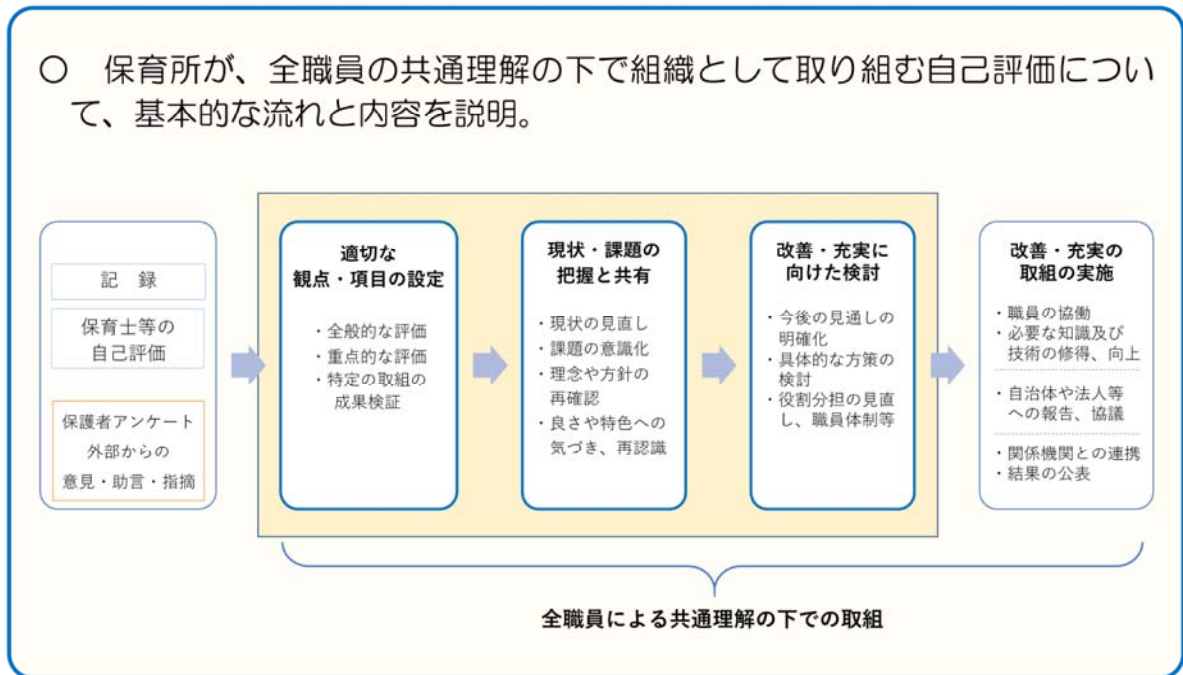 ○　保育所が、全職員の共通理解の下で組織として取り組む自己評価につい
て、基本的な流れと内容を説明。
記　録
保育士等の
自己評価
保護者アンケート
外部からの
意見・助言・指摘
適切な
観点・項目の設定
・全般的な評価
・重点的な評価
・特定の取組の
成果検証
現状・課題の
把握と共有
・現状の見直し
・課題の意識化
・理念や方針の
再確認
・良さや特色への
気づき、再認識
改善・充実に
向けた検討
・今後の見通しの
明確化
・具体的な方策の
検討
・役割分担の見直
し、職員体制等
改善・充実の
取組の実施
・職員の協働
・必要な知識及び
技術の修得、向上
・自治体や法人等
への報告、協議
・関係機関との連携
・結果の公表
全職員による共通理解の下での取組